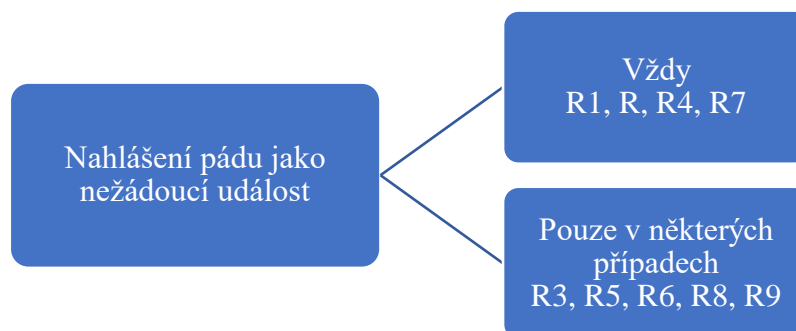 Nahlášení pádu jako
nežádoucí událost
Vždy
R1, R, R4, R7
Pouze v některých
případech
R3, R5, R6, R8, R9